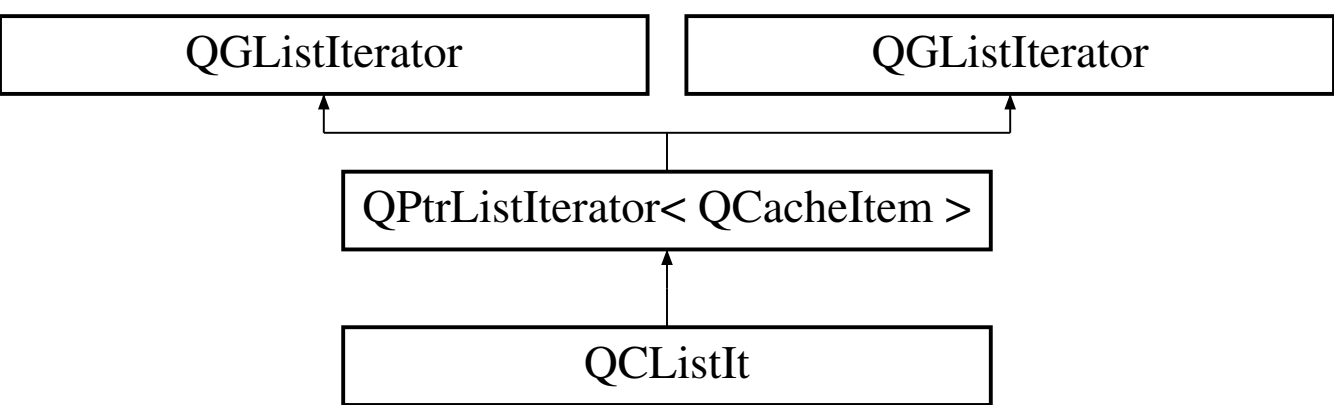 QGListIterator
QGListIterator
QPtrListIterator< QCacheItem >
QCListIt